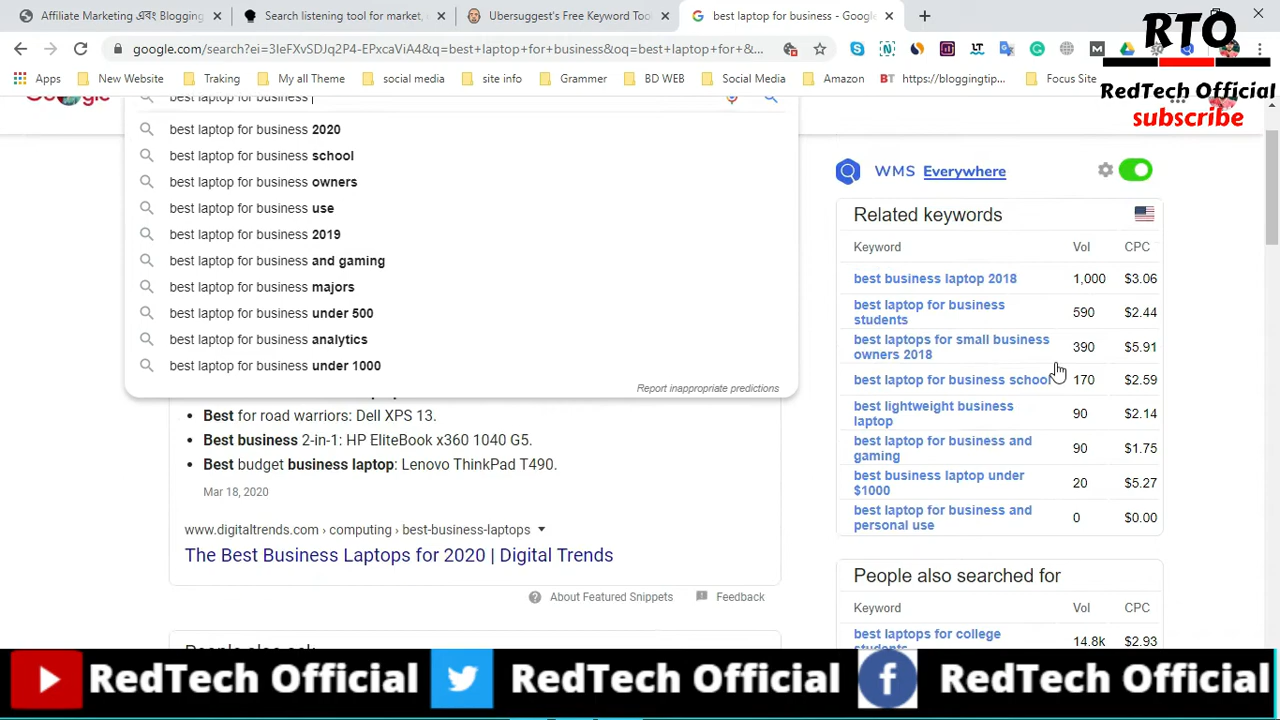 Affiliate Marketing এবং Blogging
Search listening tool for market,
Ubersuggest's Free Keyword Too
best laptop for business - Google
google.com/search?ei=3IeFXvSDJq2P4-EPxcaViA4&q=best+laptop+for+business&oq=best+laptop+for+&...
Apps
New Website
Traking
My all Theme
social media
site info
Grammer
BD WEB
Social Media
Amazon
BT https://bloggingtip...
Focus Site
RTO
RedTech Official
subscribe
Google
best laptop for business
best laptop for business 2020
best laptop for business school
best laptop for business owners
best laptop for business use
best laptop for business 2019
best laptop for business and gaming
best laptop for business majors
best laptop for business under 500
best laptop for business analytics
best laptop for business under 1000
Report inappropriate predictions
Best for road warriors: Dell XPS 13.
Best business 2-in-1: HP EliteBook x360 1040 G5.
Best budget business laptop: Lenovo ThinkPad T490.
Mar 18, 2020
www.digitaltrends.com › computing › best-business-laptops
The Best Business Laptops for 2020 | Digital Trends
About Featured Snippets
Feedback
WMS Everywhere
Related keywords
Keyword Vol CPC
best business laptop 2018 1,000 $3.06
best laptop for business
students 590 $2.44
best laptops for small business
owners 2018 390 $5.91
best laptop for business school 170 $2.59
best lightweight business
laptop 90 $2.14
best laptop for business and
gaming 90 $1.75
best business laptop under
$1000 20 $5.27
best laptop for business and
personal use 0 $0.00
People also searched for
Keyword Vol CPC
best laptops for college
students 14.8k $2.93
RedTech Official
RedTech Official
RedTech Official